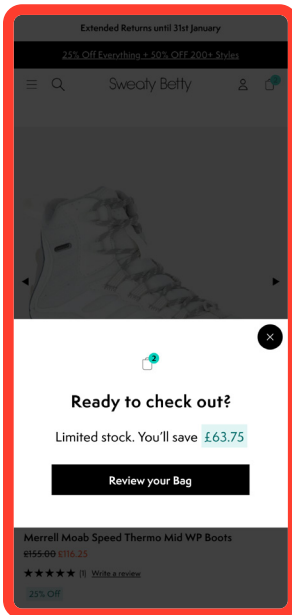 Extended Returns until 31st January
25% Off Everything + 50% OFF 200+ Styles
Sweaty Betty
2
Ready to check out?
Limited stock. You'll save £63.75
Review your Bag
Merrell Moab Speed Thermo Mid WP Boots
£155.00 £116.25
(1) Write a review
25% Off